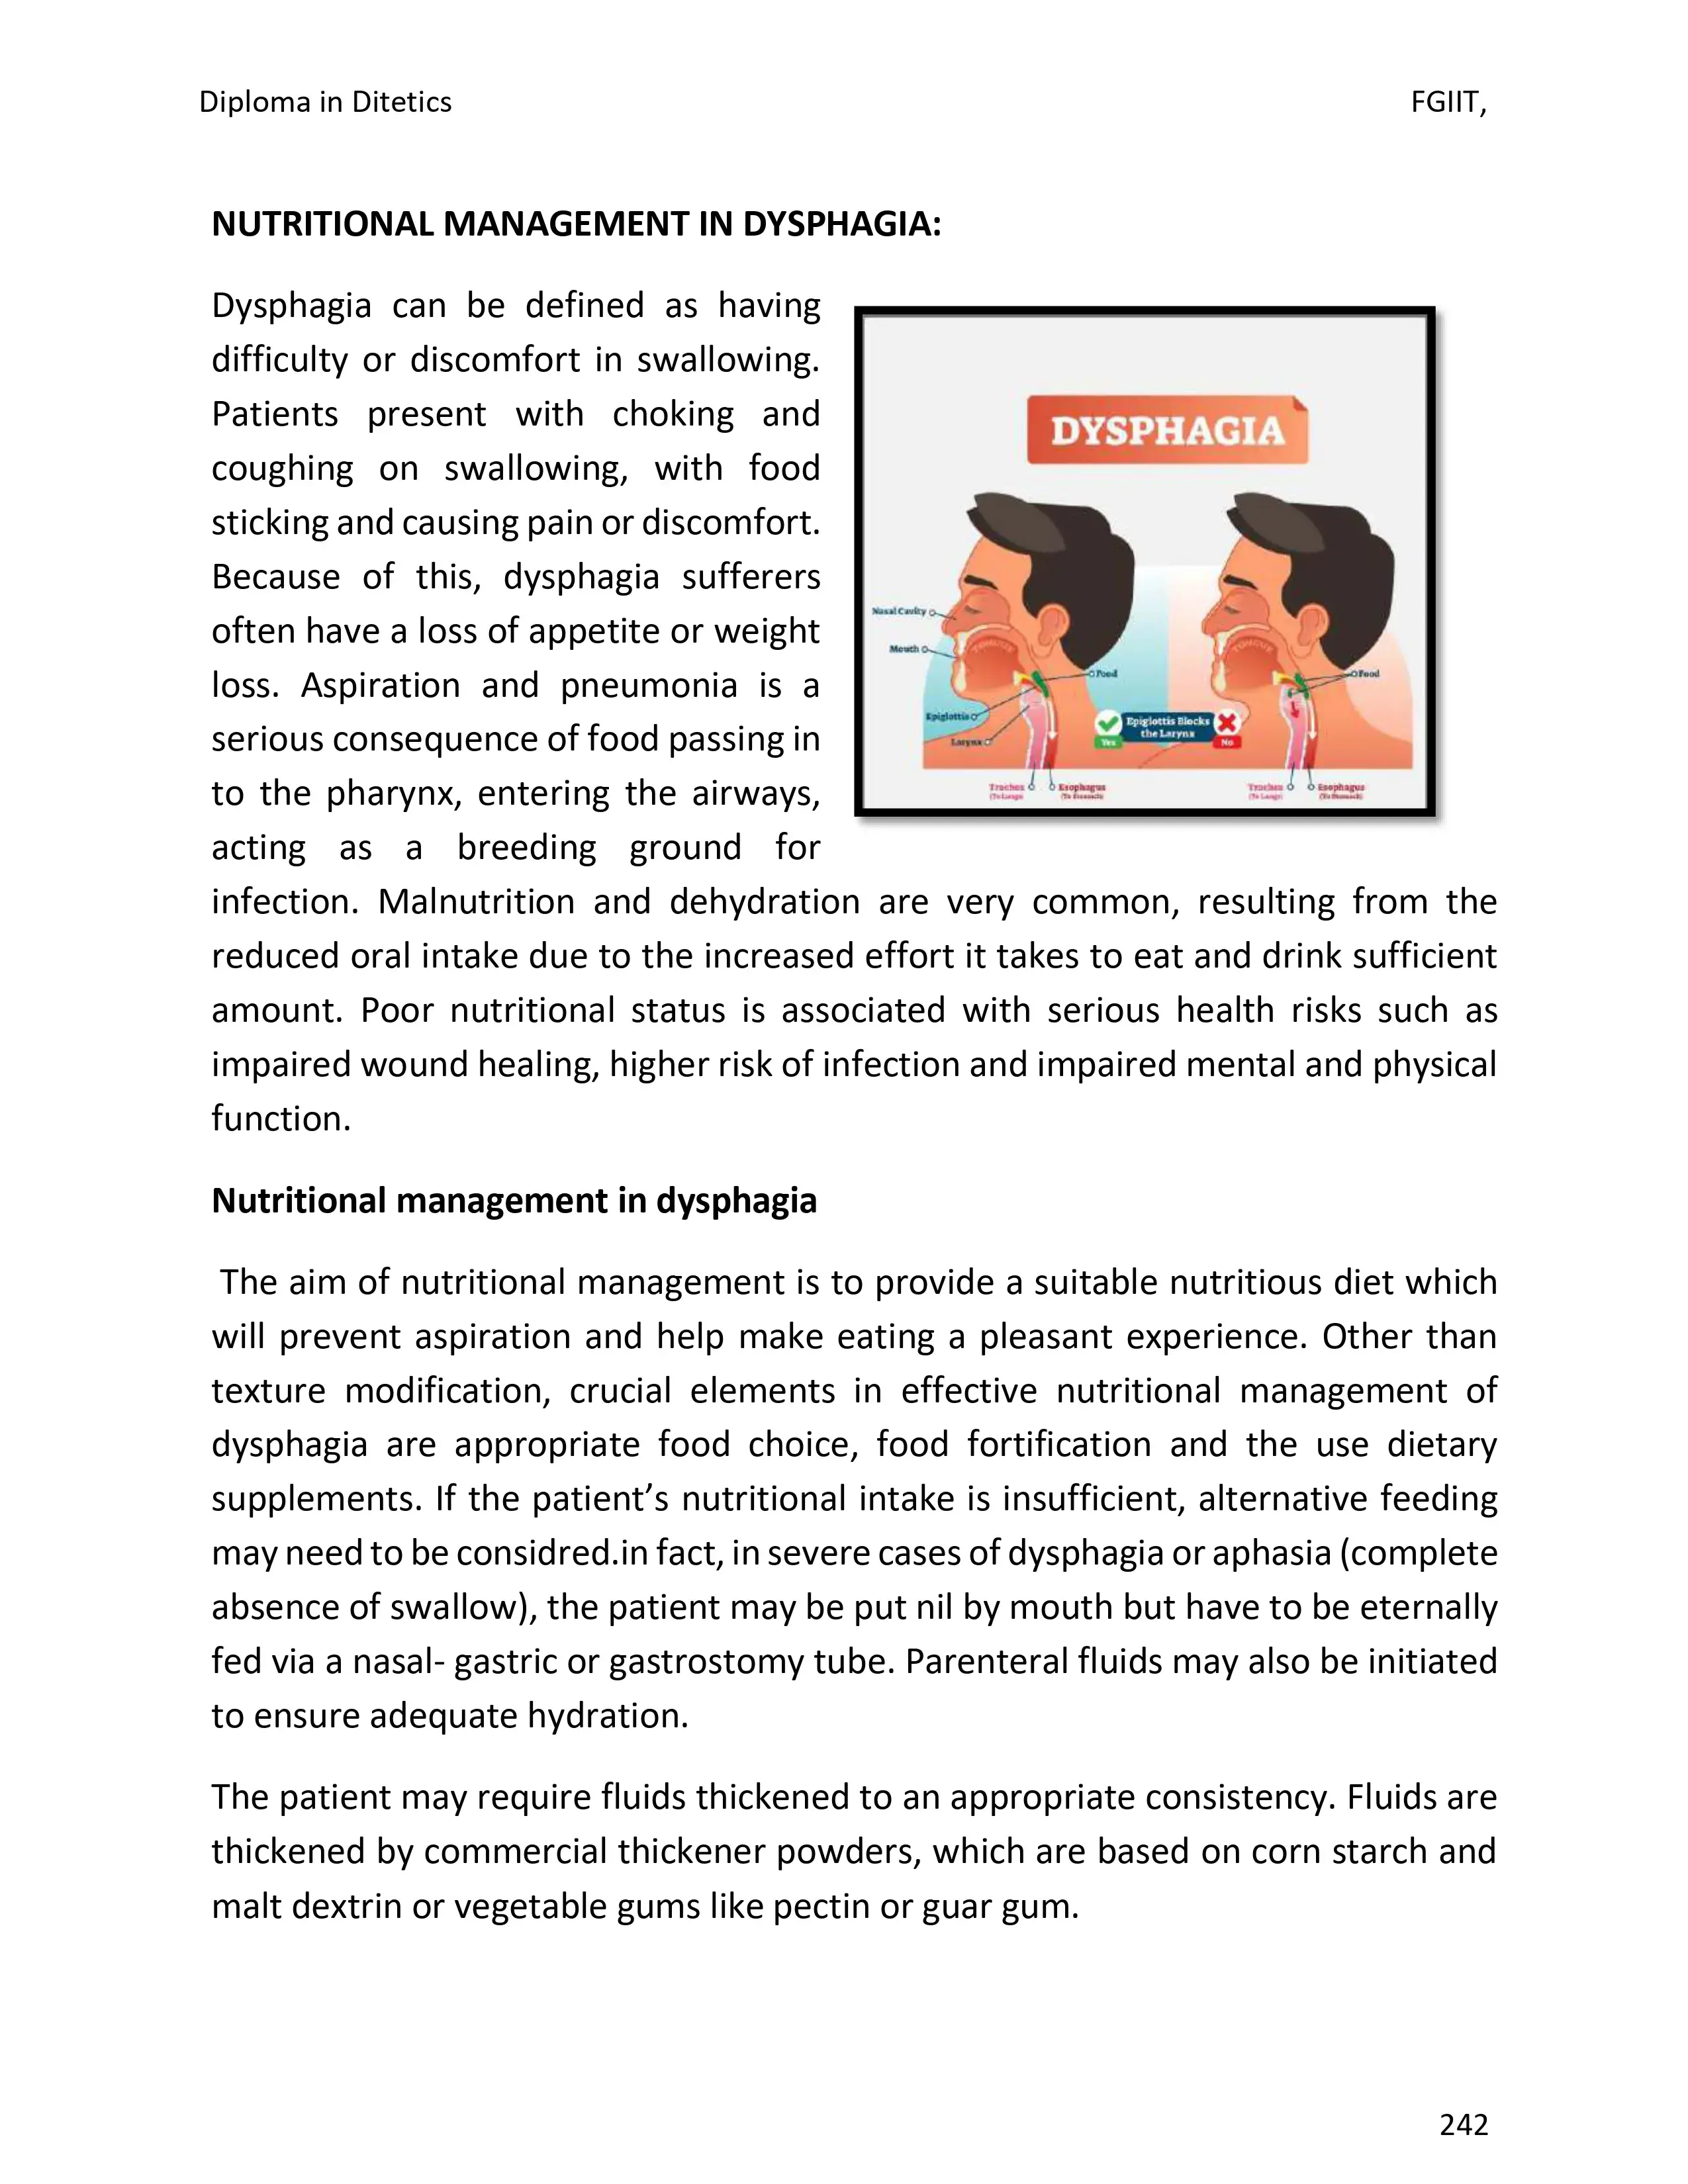 Diploma in Ditetics
FGIIT,
NUTRITIONAL MANAGEMENT IN DYSPHAGIA:
Dysphagia can be defined as having
difficulty or discomfort in swallowing.
Patients present with choking and
coughing on swallowing, with food
sticking and causing pain or discomfort.
Because of this, dysphagia sufferers
often have a loss of appetite or weight
loss. Aspiration and pneumonia is a
serious consequence of food passing in
to the pharynx, entering the airways,
acting as a breeding ground for
DYSPHAGIA
TONGUE
TONGUE
Nasal Cavity
Mouth
Food
Food
Epiglottis
Larynx
Epiglottis Blocks
the Larynx
Yes
No
Trachea
(To Lungs)
Esophagus
(To Stomach)
Trachea
(To Lungs)
Esophagus
(To Stomach)
infection. Malnutrition and dehydration are very common, resulting from the
reduced oral intake due to the increased effort it takes to eat and drink sufficient
amount. Poor nutritional status is associated with serious health risks such as
impaired wound healing, higher risk of infection and impaired mental and physical
function.
Nutritional management in dysphagia
The aim of nutritional management is to provide a suitable nutritious diet which
will prevent aspiration and help make eating a pleasant experience. Other than
texture modification, crucial elements in effective nutritional management of
dysphagia are appropriate food choice, food fortification and the use dietary
supplements. If the patient’s nutritional intake is insufficient, alternative feeding
may need to be considred.in fact, in severe cases of dysphagia or aphasia (complete
absence of swallow), the patient may be put nil by mouth but have to be eternally
fed via a nasal- gastric or gastrostomy tube. Parenteral fluids may also be initiated
to ensure adequate hydration.
The patient may require fluids thickened to an appropriate consistency. Fluids are
thickened by commercial thickener powders, which are based on corn starch and
malt dextrin or vegetable gums like pectin or guar gum.
242